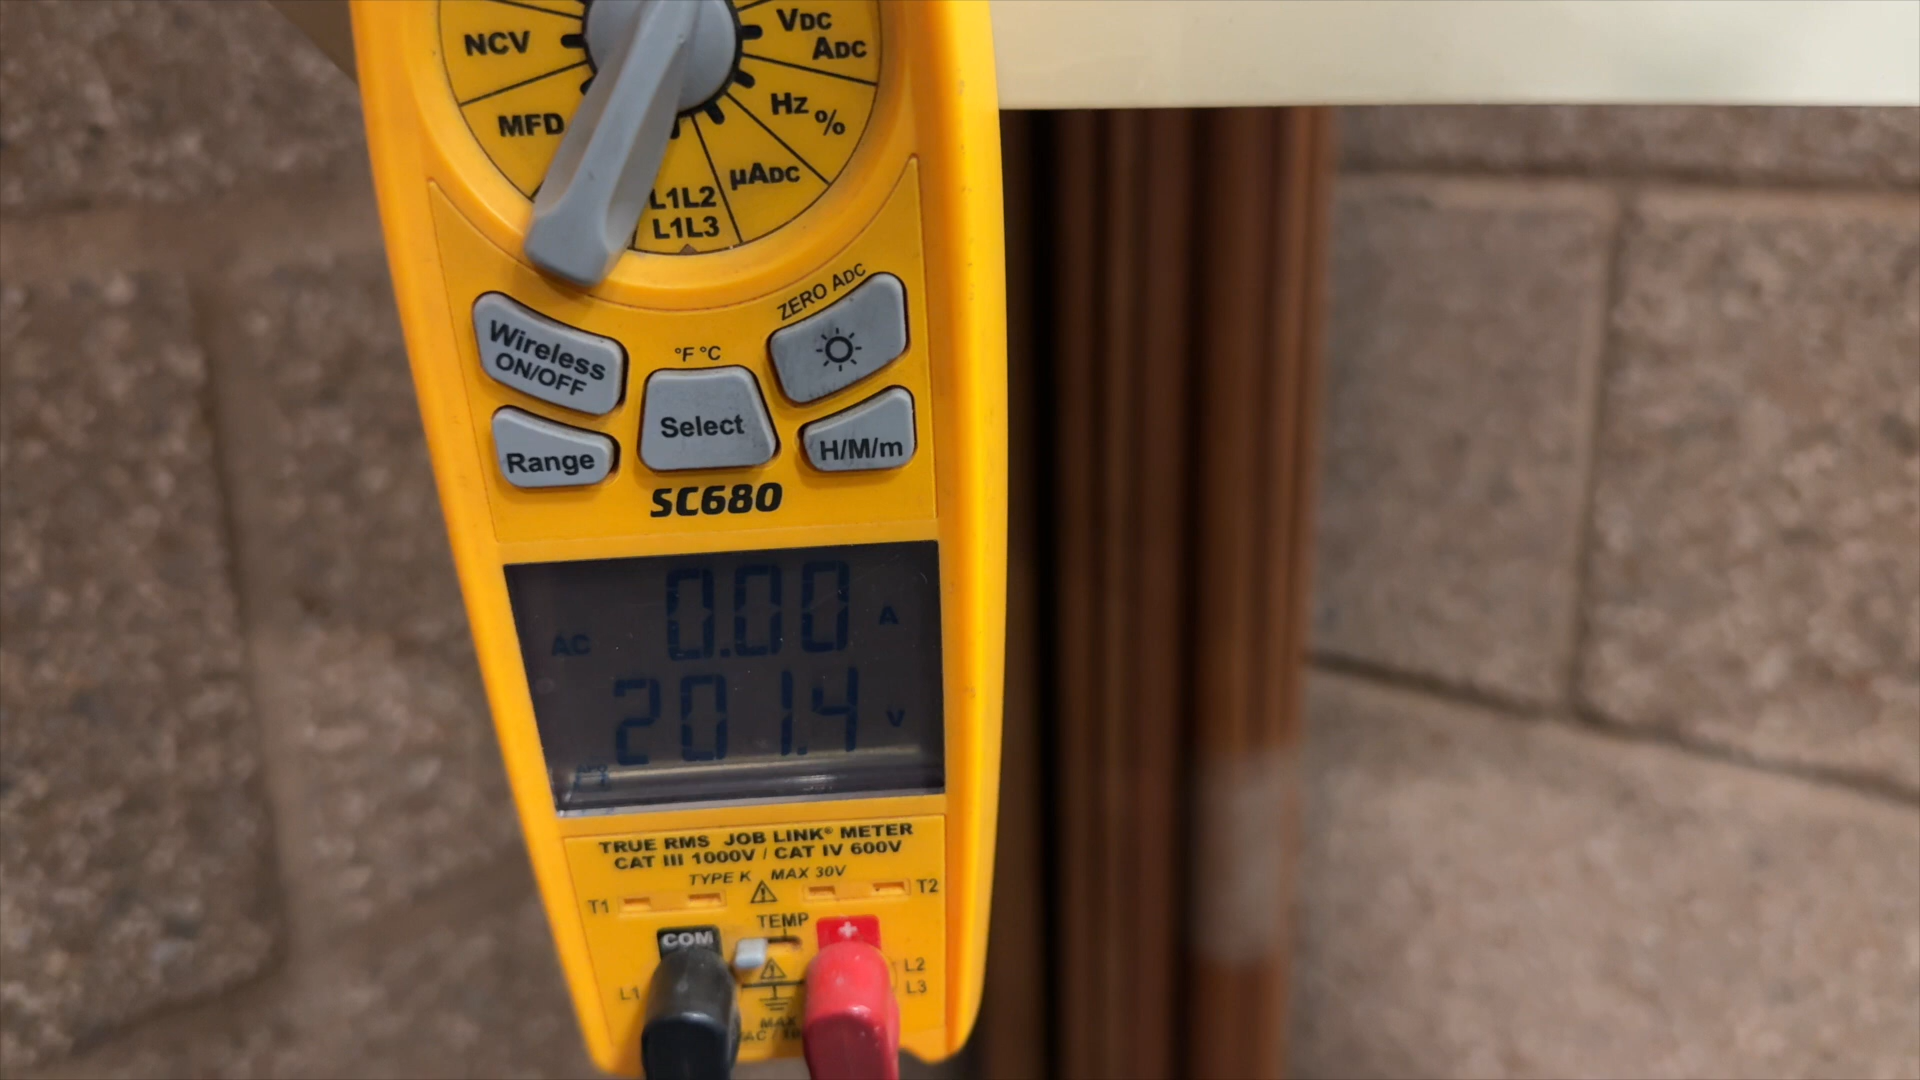 NCV
VDC
ADC
MFD
Hz %
µADC
L1L2
L1L3
ZERO ADC
Wireless
ON/OFF
°F °C
Select
Range
H/M/m
SC680
AC 0.00 A
201.4 V
TRUE RMS JOB LINK® METER
CAT III 1000V / CAT IV 600V
TYPE K MAX 30V
T1 T2
TEMP
COM +
L1 L2
L3
MAX